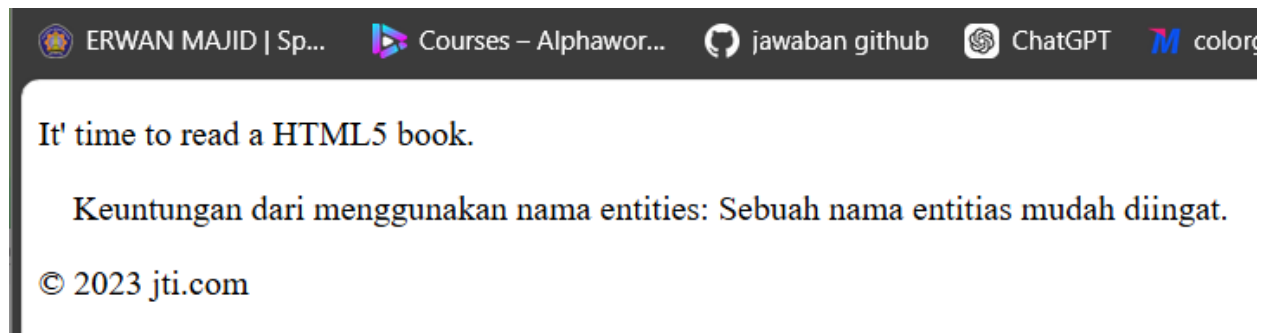 ERWAN MAJID | Sp... Courses – Alphawor... jawaban github ChatGPT colorg
It' time to read a HTML5 book.
Keuntungan dari menggunakan nama entities: Sebuah nama entitias mudah diingat.
© 2023 jti.com